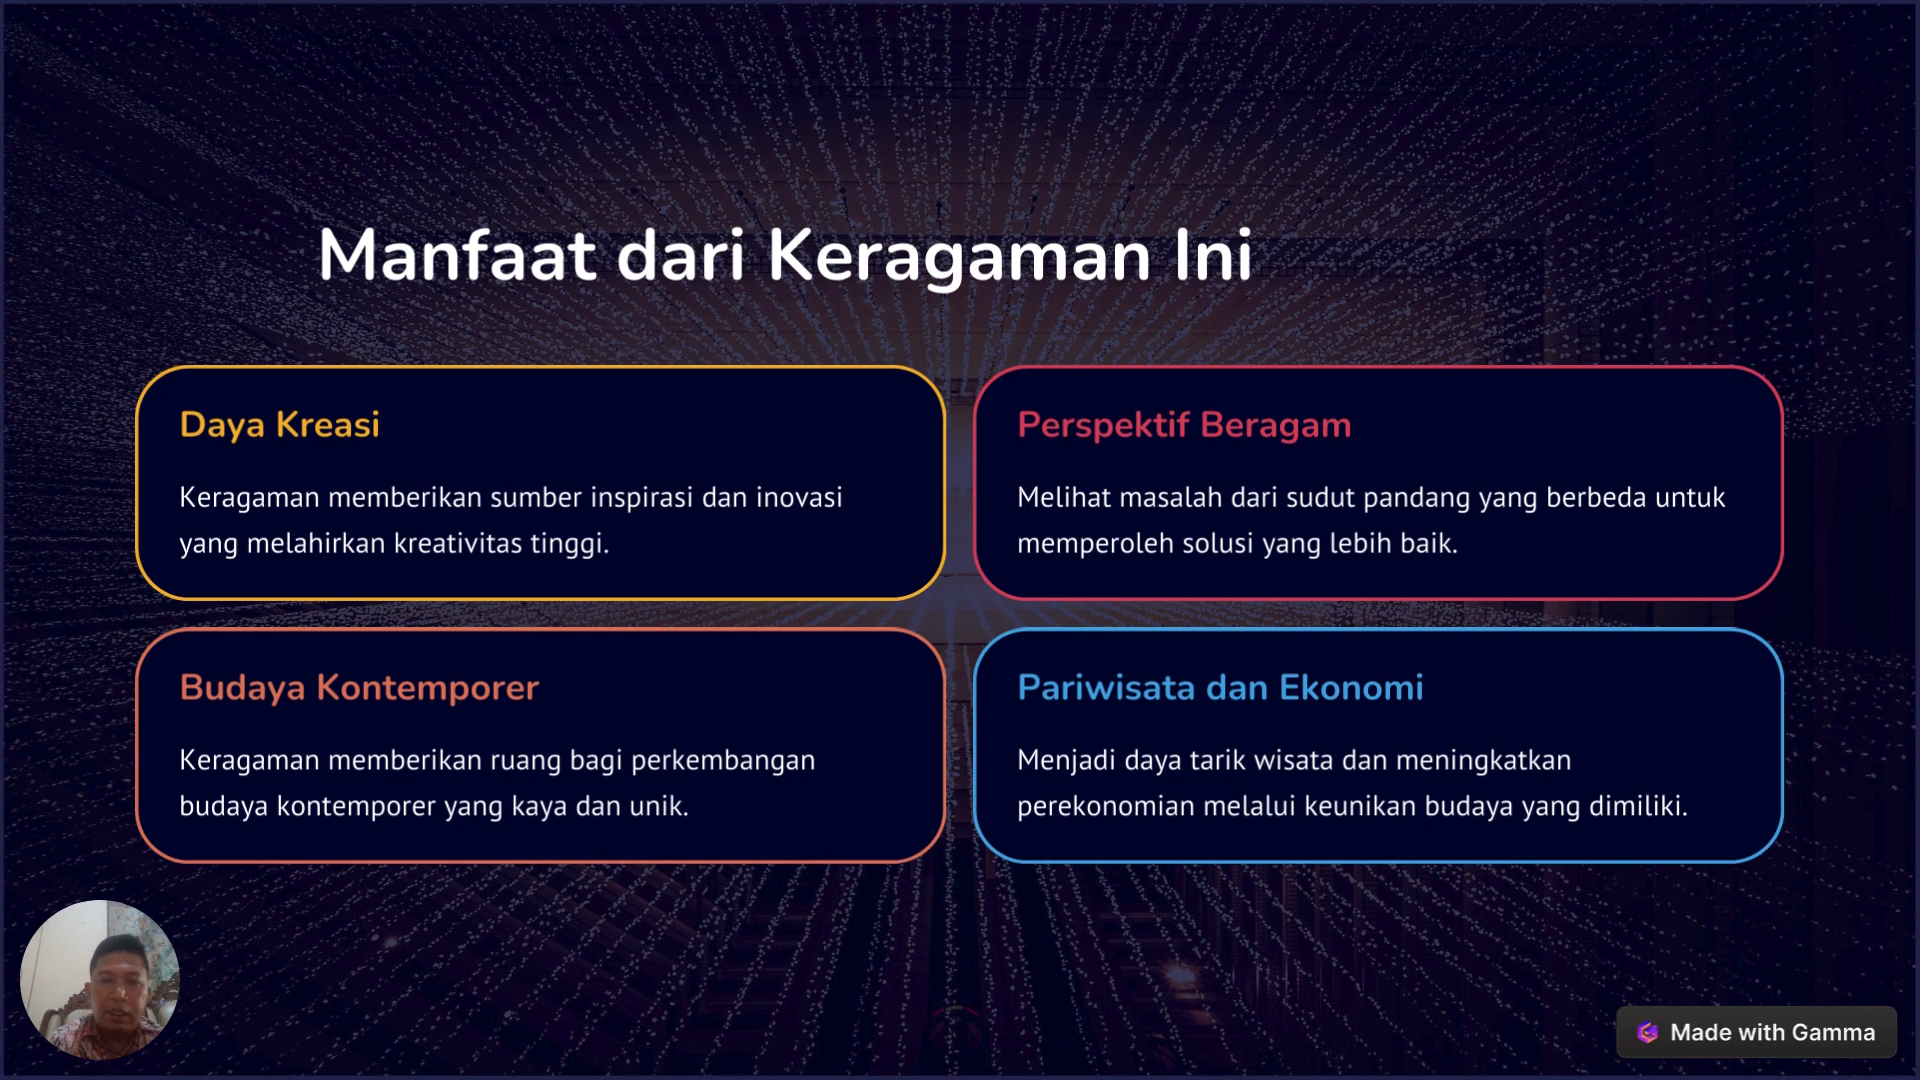 Manfaat dari Keragaman Ini
Daya Kreasi
Keragaman memberikan sumber inspirasi dan inovasi
yang melahirkan kreativitas tinggi.
Perspektif Beragam
Melihat masalah dari sudut pandang yang berbeda untuk
memperoleh solusi yang lebih baik.
Budaya Kontemporer
Keragaman memberikan ruang bagi perkembangan
budaya kontemporer yang kaya dan unik.
Pariwisata dan Ekonomi
Menjadi daya tarik wisata dan meningkatkan
perekonomian melalui keunikan budaya yang dimiliki.
Made with Gamma